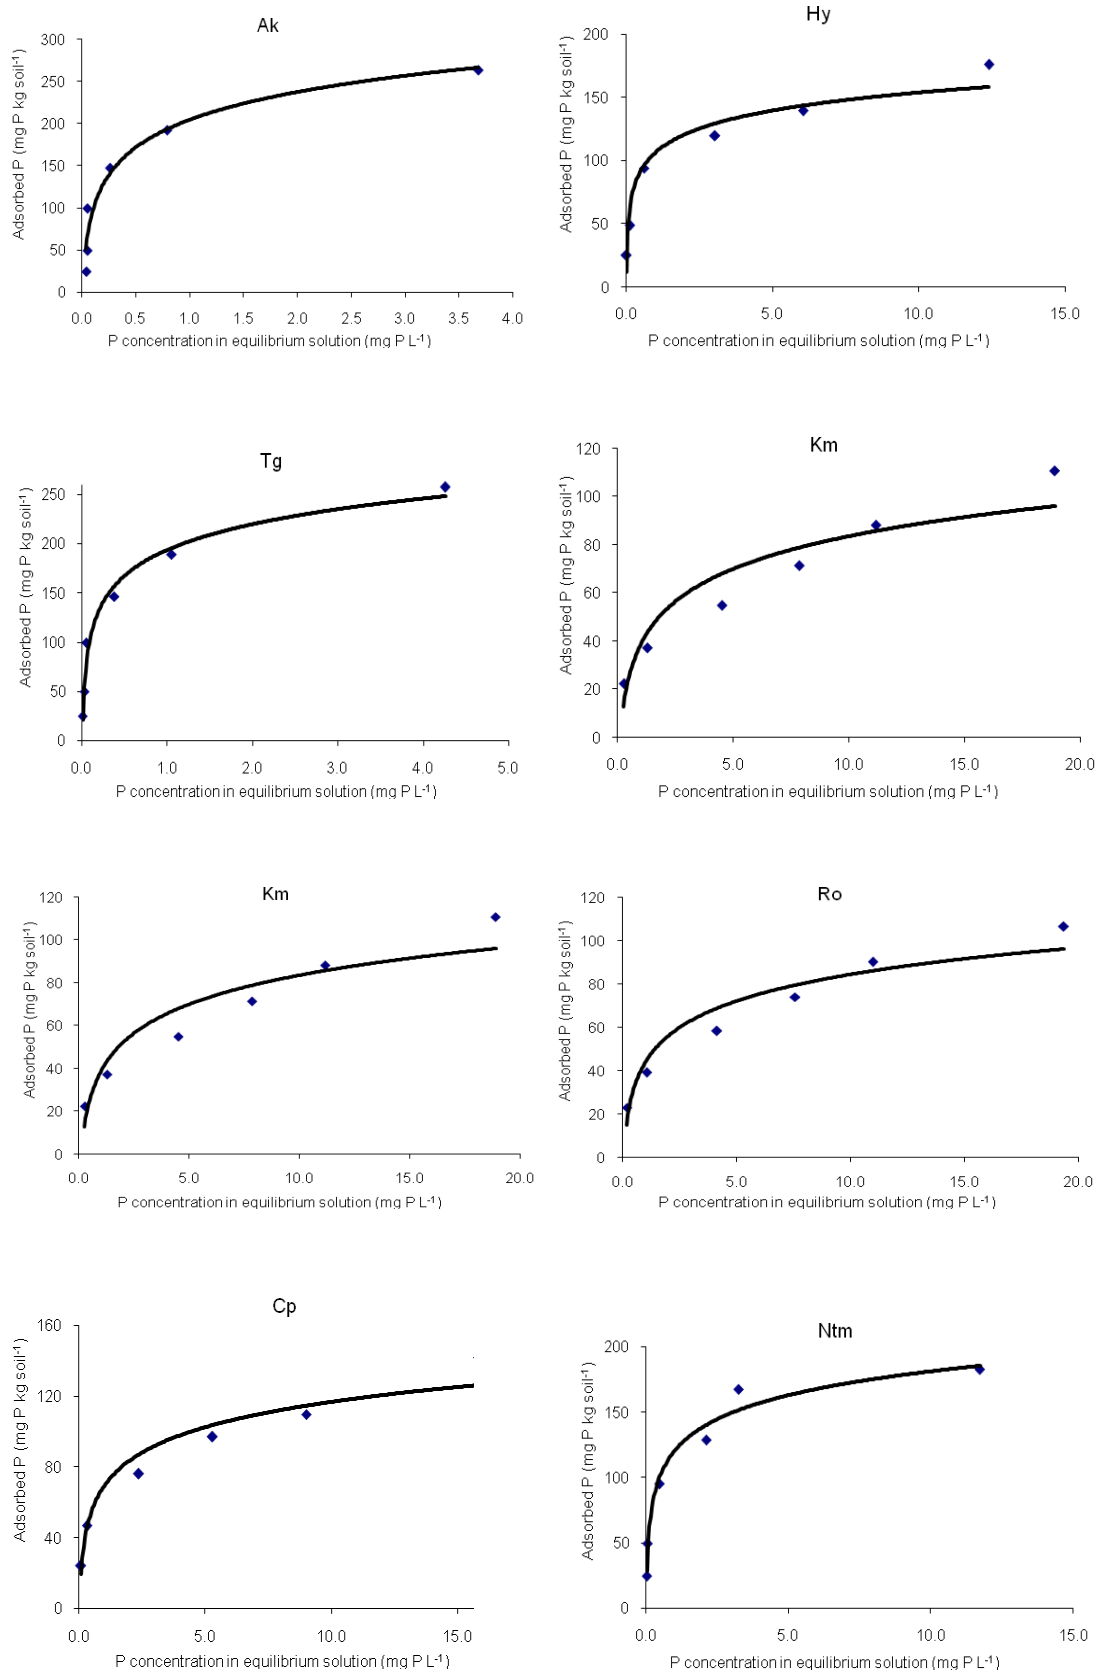 Ak
Adsorbed P (mg P kg soil⁻¹)
300
250
200
150
100
50
0
0.0 0.5 1.0 1.5 2.0 2.5 3.0 3.5 4.0
P concentration in equilibrium solution (mg P L⁻¹)
Hy
Adsorbed P (mg P kg soil⁻¹)
200
150
100
50
0
0.0 5.0 10.0 15.0
P concentration in equilibrium solution (mg P L⁻¹)
Tg
Adsorbed P (mg P kg soil⁻¹)
250
200
150
100
50
0
0.0 1.0 2.0 3.0 4.0 5.0
P concentration in equilibrium solution (mg P L⁻¹)
Km
Adsorbed P (mg P kg soil⁻¹)
120
100
80
60
40
20
0
0.0 5.0 10.0 15.0 20.0
P concentration in equilibrium solution (mg P L⁻¹)
Km
Adsorbed P (mg P kg soil⁻¹)
120
100
80
60
40
20
0
0.0 5.0 10.0 15.0 20.0
P concentration in equilibrium solution (mg P L⁻¹)
Ro
Adsorbed P (mg P kg soil⁻¹)
120
100
80
60
40
20
0
0.0 5.0 10.0 15.0 20.0
P concentration in equilibrium solution (mg P L⁻¹)
Cp
Adsorbed P (mg P kg soil⁻¹)
160
120
80
40
0
0.0 5.0 10.0 15.0
P concentration in equilibrium solution (mg P L⁻¹)
Ntm
Adsorbed P (mg P kg soil⁻¹)
200
150
100
50
0
0.0 5.0 10.0 15.0
P concentration in equilibrium solution (mg P L⁻¹)